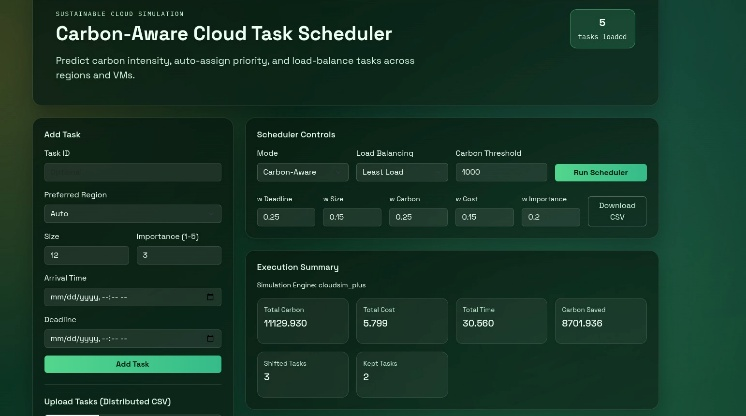 SUSTAINABLE CLOUD SIMULATION
Carbon-Aware Cloud Task Scheduler
Predict carbon intensity, auto-assign priority, and load-balance tasks across
regions and VMs.
5
tasks loaded
Add Task
Task ID
Preferred Region
Auto
Size
Importance (1-5)
12
3
Arrival Time
mm/dd/yyyy, --:-- --
Deadline
mm/dd/yyyy, --:-- --
Add Task
Upload Tasks (Distributed CSV)
Scheduler Controls
Mode
Load Balancing
Carbon Threshold
Carbon-Aware
Least Load
1000
Run Scheduler
w Deadline
w Size
w Carbon
w Cost
w Importance
0.25
0.15
0.25
0.15
0.2
Download
CSV
Execution Summary
Simulation Engine: cloudsim_plus
Total Carbon
11129.930
Total Cost
5.799
Total Time
30.560
Carbon Saved
8701.936
Shifted Tasks
3
Kept Tasks
2